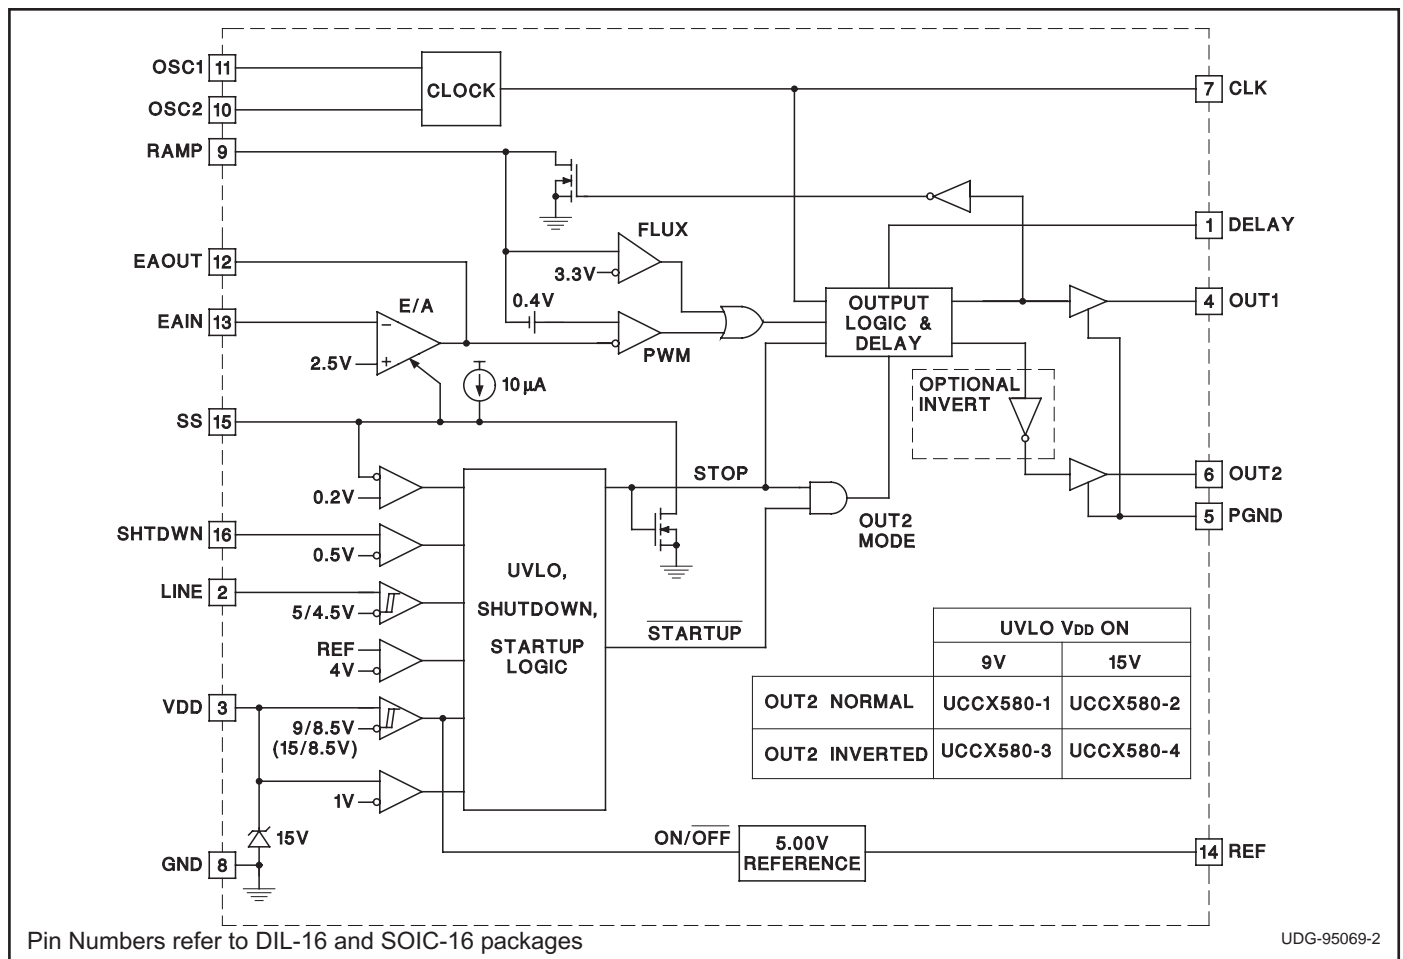 OSC1 11
CLOCK
7 CLK
OSC2 10
RAMP 9
1 DELAY
FLUX
EAOUT 12
3.3V
0.4V
E/A
OUTPUT
LOGIC &
DELAY
4 OUT1
EAIN 13
PWM
2.5V
10 µA
OPTIONAL
INVERT
SS 15
STOP
6 OUT2
0.2V
5 PGND
OUT2
MODE
SHTDWN 16
0.5V
UVLO,
SHUTDOWN,
STARTUP
LOGIC
LINE 2
5/4.5V
STARTUP
REF
4V
UVLO VDD ON
9V 15V
OUT2 NORMAL UCCX580-1 UCCX580-2
OUT2 INVERTED UCCX580-3 UCCX580-4
VDD 3
9/8.5V
(15/8.5V)
1V
15V
ON/OFF
5.00V
REFERENCE
14 REF
GND 8
Pin Numbers refer to DIL-16 and SOIC-16 packages
UDG-95069-2